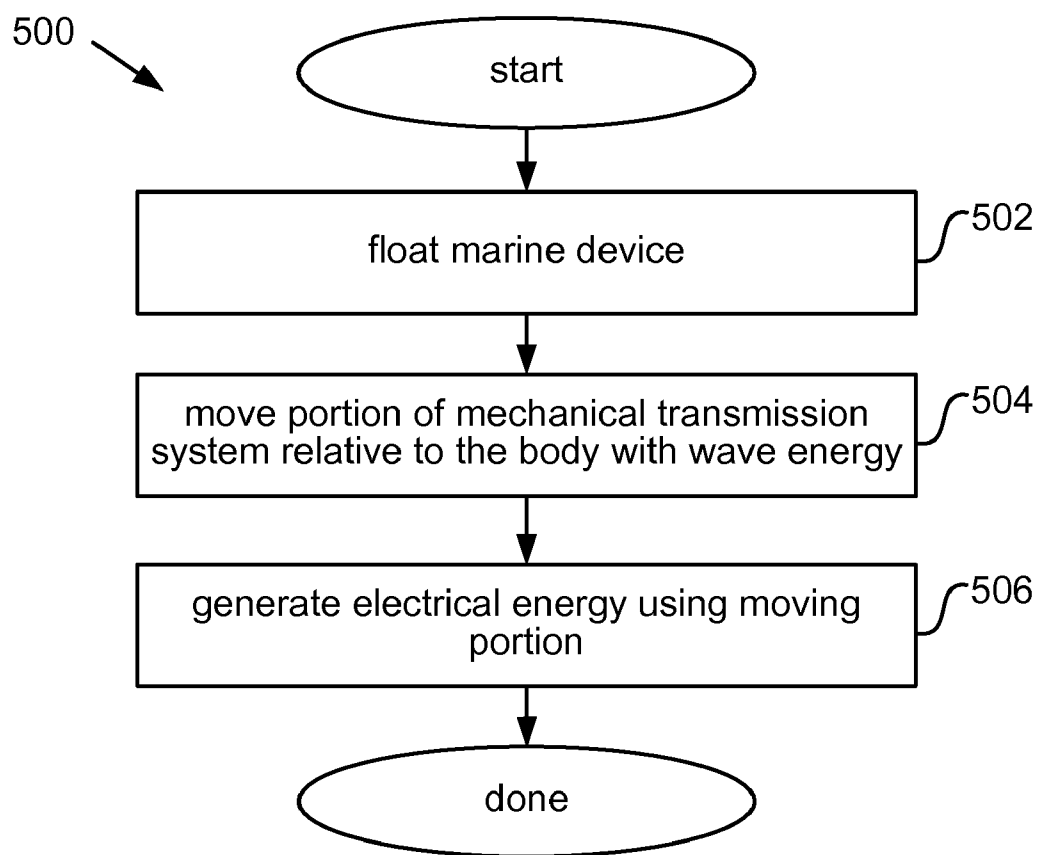 500
start
float marine device
502
move portion of mechanical transmission
system relative to the body with wave energy
504
generate electrical energy using moving
portion
506
done